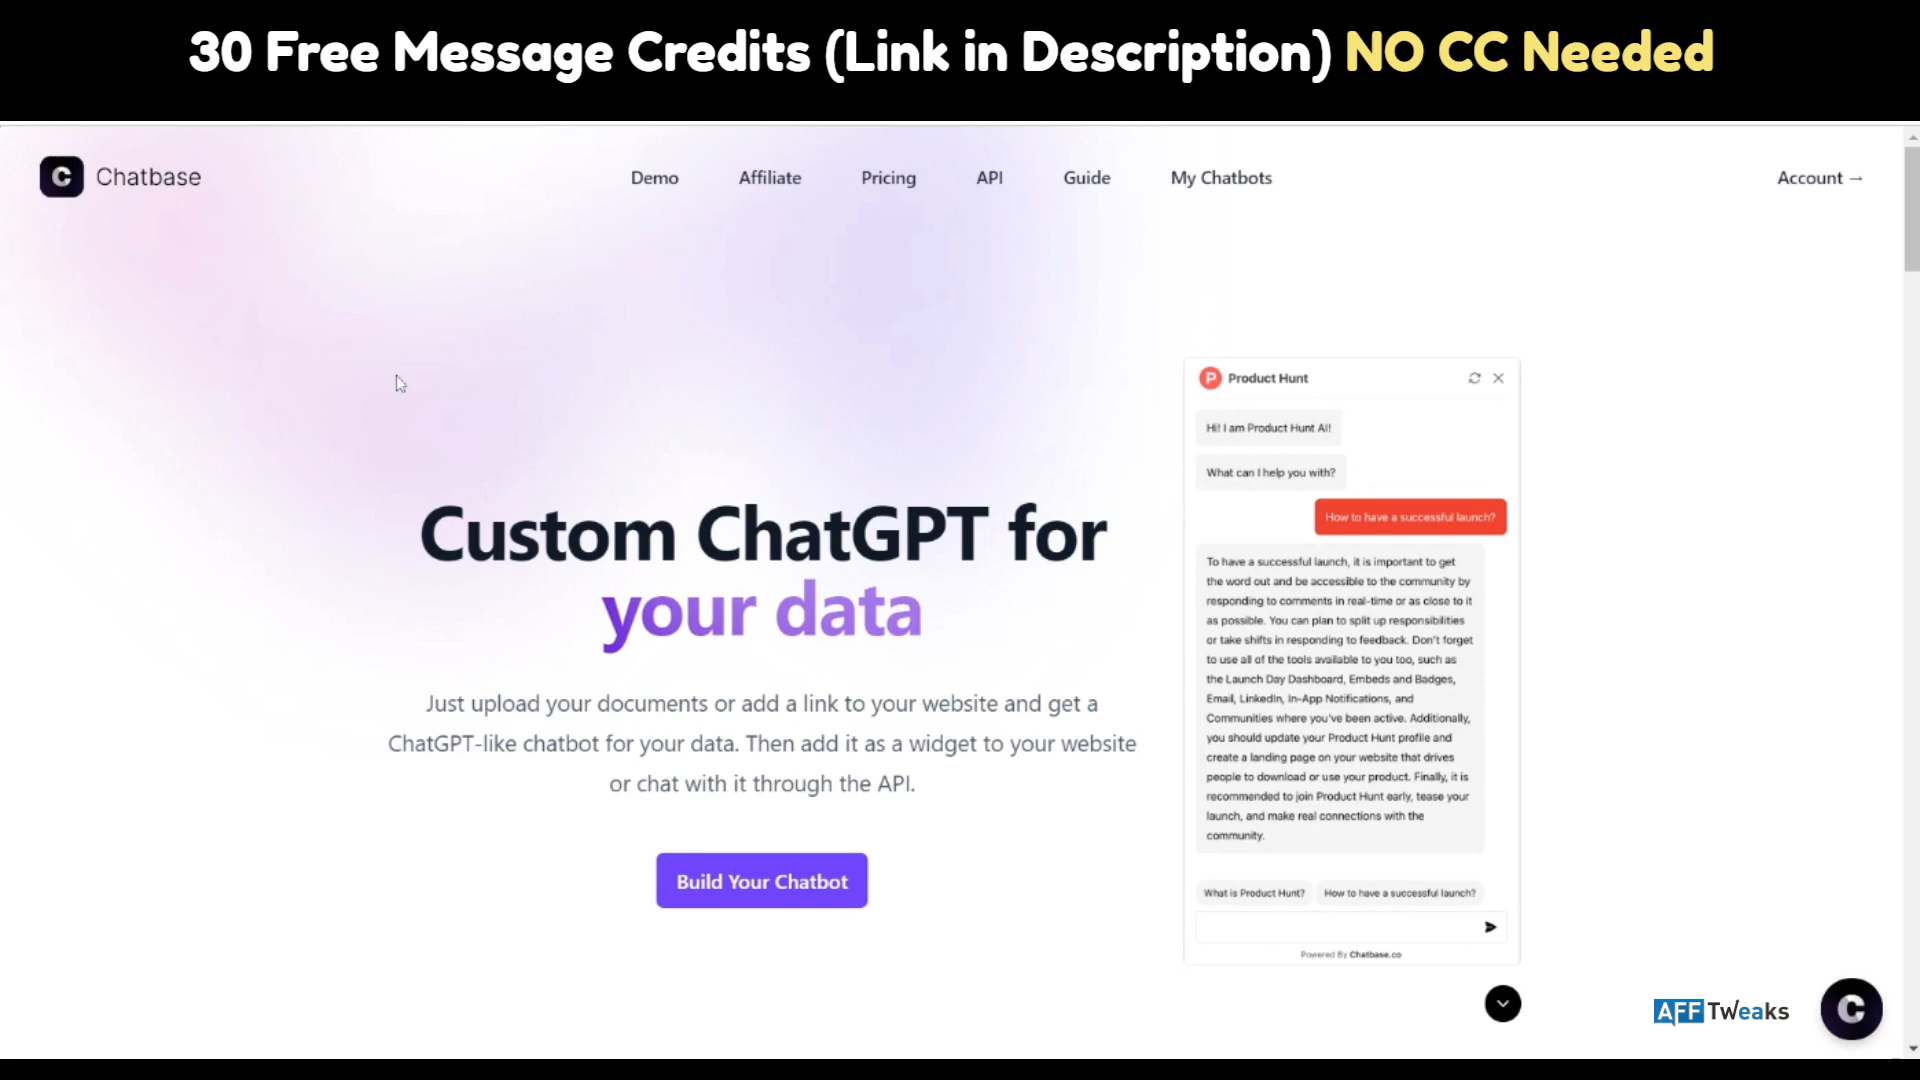 30 Free Message Credits (Link in Description) NO CC Needed
C Chatbase
Demo Affiliate Pricing API Guide My Chatbots Account →
Custom ChatGPT for
your data
Just upload your documents or add a link to your website and get a
ChatGPT-like chatbot for your data. Then add it as a widget to your website
or chat with it through the API.
Build Your Chatbot
P Product Hunt
Hi! I am Product Hunt AI!
What can I help you with?
How to have a successful launch?
To have a successful launch, it is important to get
the word out and be accessible to the community by
responding to comments in real-time or as close to it
as possible. You can plan to split up responsibilities
or take shifts in responding to feedback. Don't forget
to use all of the tools available to you too, such as
the Launch Day Dashboard, Embeds and Badges,
Email, LinkedIn, In-App Notifications, and
Communities where you've been active. Additionally,
you should update your Product Hunt profile and
create a landing page on your website that drives
people to download or use your product. Finally, it is
recommended to join Product Hunt early, tease your
launch, and make real connections with the
community.
What is Product Hunt? How to have a successful launch?
Powered By Chatbase.co
AFFTweaks
C